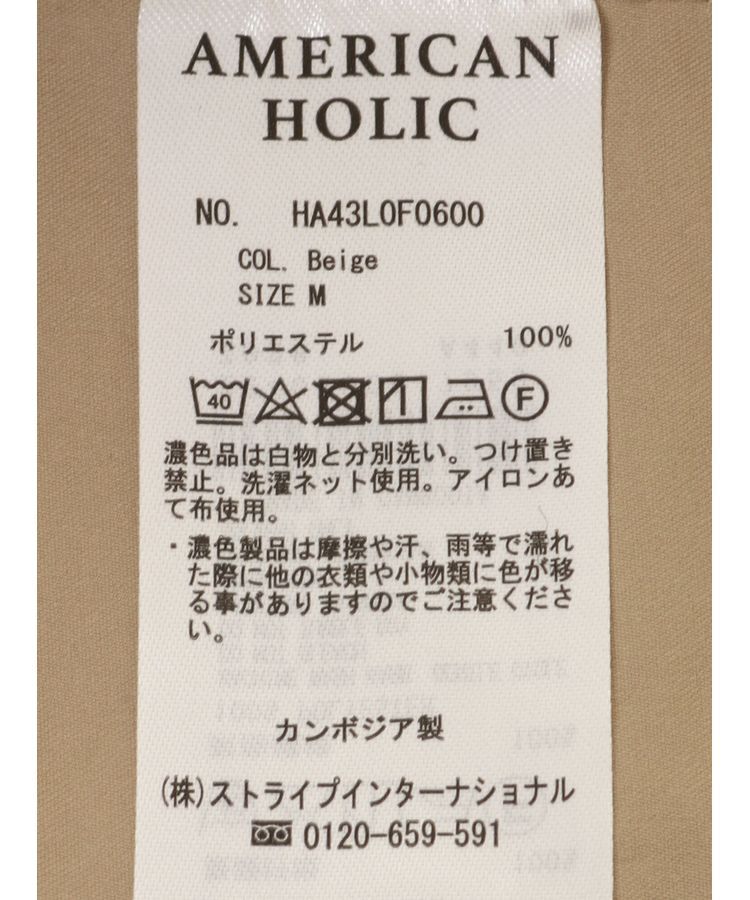 AMERICAN
HOLIC
NO. HA43L0F0600
COL. Beige
SIZE M
ポリエステル 100%
40 F
濃色品は白物と分別洗い。つけ置き
禁止。洗濯ネット使用。アイロンあ
て布使用。
・濃色製品は摩擦や汗、雨等で濡れ
た際に他の衣類や小物類に色が移
る事がありますのでご注意くださ
い。
カンボジア製
(株)ストライプインターナショナル
0120-659-591